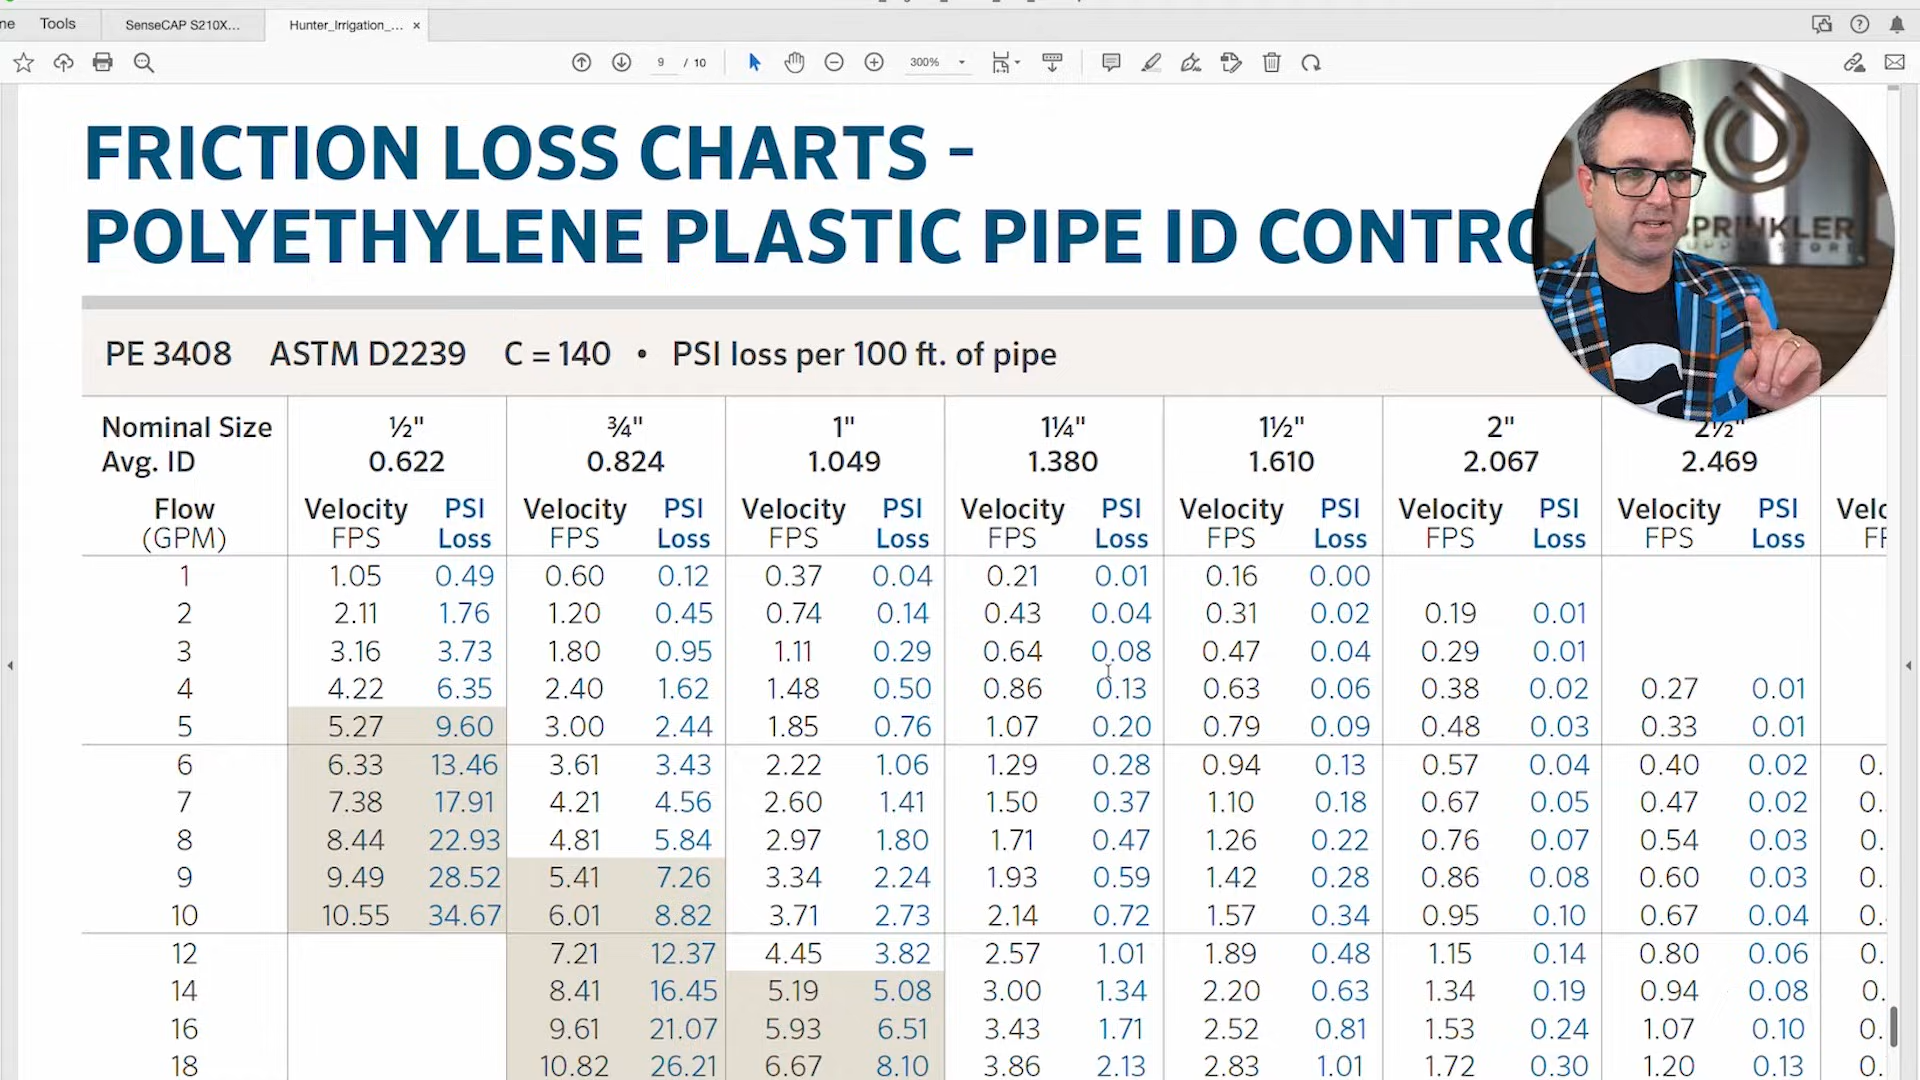 ne Tools SenseCAP S210X... Hunter_Irrigation_... ×
9 / 10 300%
FRICTION LOSS CHARTS -
POLYETHYLENE PLASTIC PIPE ID CONTRO
SPRINKLER
SUPPLY STORE
PE 3408 ASTM D2239 C = 140 • PSI loss per 100 ft. of pipe
Nominal Size ½" ¾" 1" 1¼" 1½" 2" 2½"
Avg. ID 0.622 0.824 1.049 1.380 1.610 2.067 2.469
Flow Velocity PSI Velocity PSI Velocity PSI Velocity PSI Velocity PSI Velocity PSI Velocity PSI Velo
(GPM) FPS Loss FPS Loss FPS Loss FPS Loss FPS Loss FPS Loss FPS Loss FP
1 1.05 0.49 0.60 0.12 0.37 0.04 0.21 0.01 0.16 0.00
2 2.11 1.76 1.20 0.45 0.74 0.14 0.43 0.04 0.31 0.02 0.19 0.01
3 3.16 3.73 1.80 0.95 1.11 0.29 0.64 0.08 0.47 0.04 0.29 0.01
4 4.22 6.35 2.40 1.62 1.48 0.50 0.86 0.13 0.63 0.06 0.38 0.02 0.27 0.01
5 5.27 9.60 3.00 2.44 1.85 0.76 1.07 0.20 0.79 0.09 0.48 0.03 0.33 0.01
6 6.33 13.46 3.61 3.43 2.22 1.06 1.29 0.28 0.94 0.13 0.57 0.04 0.40 0.02 0.
7 7.38 17.91 4.21 4.56 2.60 1.41 1.50 0.37 1.10 0.18 0.67 0.05 0.47 0.02 0.
8 8.44 22.93 4.81 5.84 2.97 1.80 1.71 0.47 1.26 0.22 0.76 0.07 0.54 0.03 0.
9 9.49 28.52 5.41 7.26 3.34 2.24 1.93 0.59 1.42 0.28 0.86 0.08 0.60 0.03 0.
10 10.55 34.67 6.01 8.82 3.71 2.73 2.14 0.72 1.57 0.34 0.95 0.10 0.67 0.04 0.
12 7.21 12.37 4.45 3.82 2.57 1.01 1.89 0.48 1.15 0.14 0.80 0.06 0.
14 8.41 16.45 5.19 5.08 3.00 1.34 2.20 0.63 1.34 0.19 0.94 0.08 0.
16 9.61 21.07 5.93 6.51 3.43 1.71 2.52 0.81 1.53 0.24 1.07 0.10 0.
18 10.82 26.21 6.67 8.10 3.86 2.13 2.83 1.01 1.72 0.30 1.20 0.13 0.